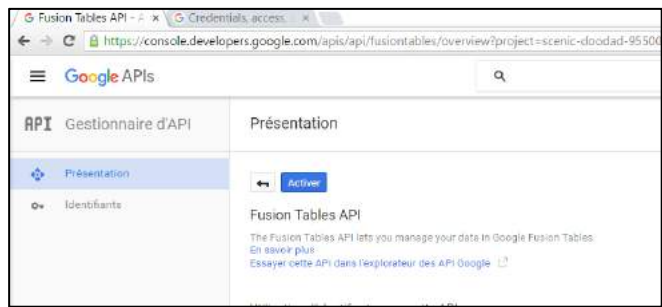 G Fusion Tables API - A x G Credentials, access. x
https://console.developers.google.com/apis/api/fusiontables/overview?project=scenic-doodad-95500
Google APIs
API Gestionnaire d'API Présentation
Présentation
Activer
Identifiants
Fusion Tables API
The Fusion Tables API lets you manage your data in Google Fusion Tables.
En savoir plus
Essayer cette API dans l'explorateur des API Google